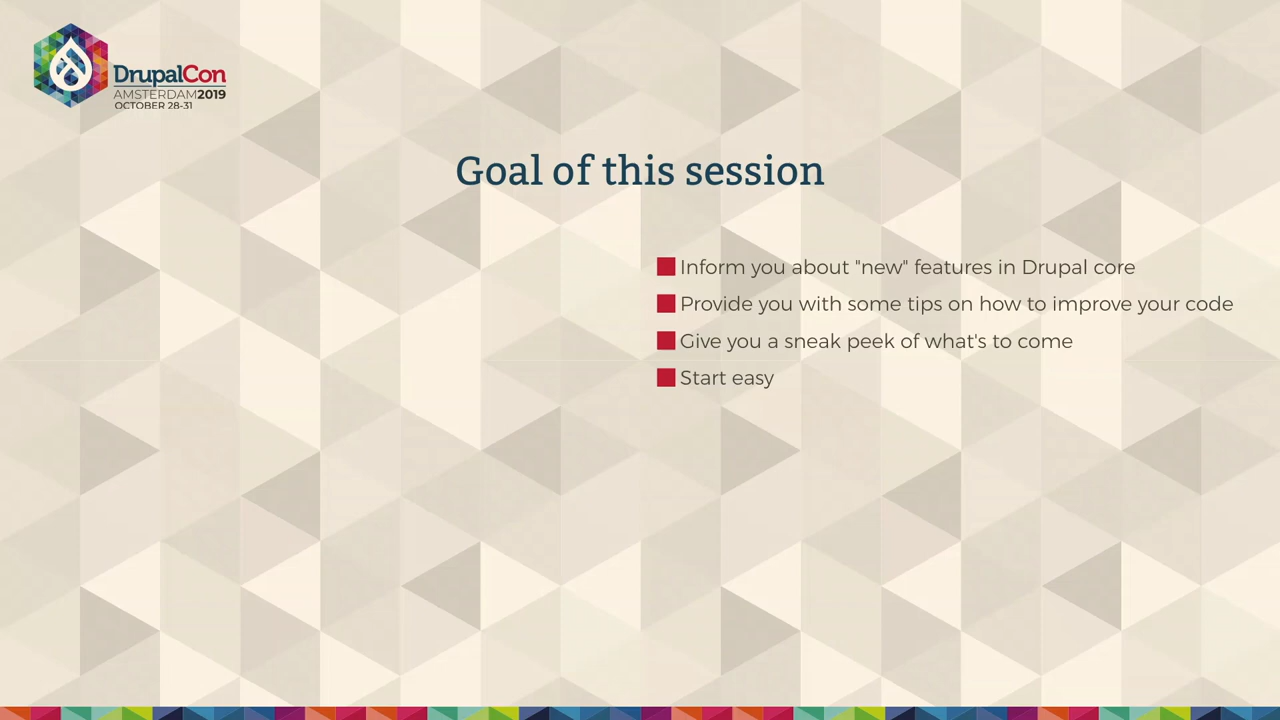 DrupalCon
AMSTERDAM2019
OCTOBER 28-31
Goal of this session
Inform you about "new" features in Drupal core
Provide you with some tips on how to improve your code
Give you a sneak peek of what's to come
Start easy